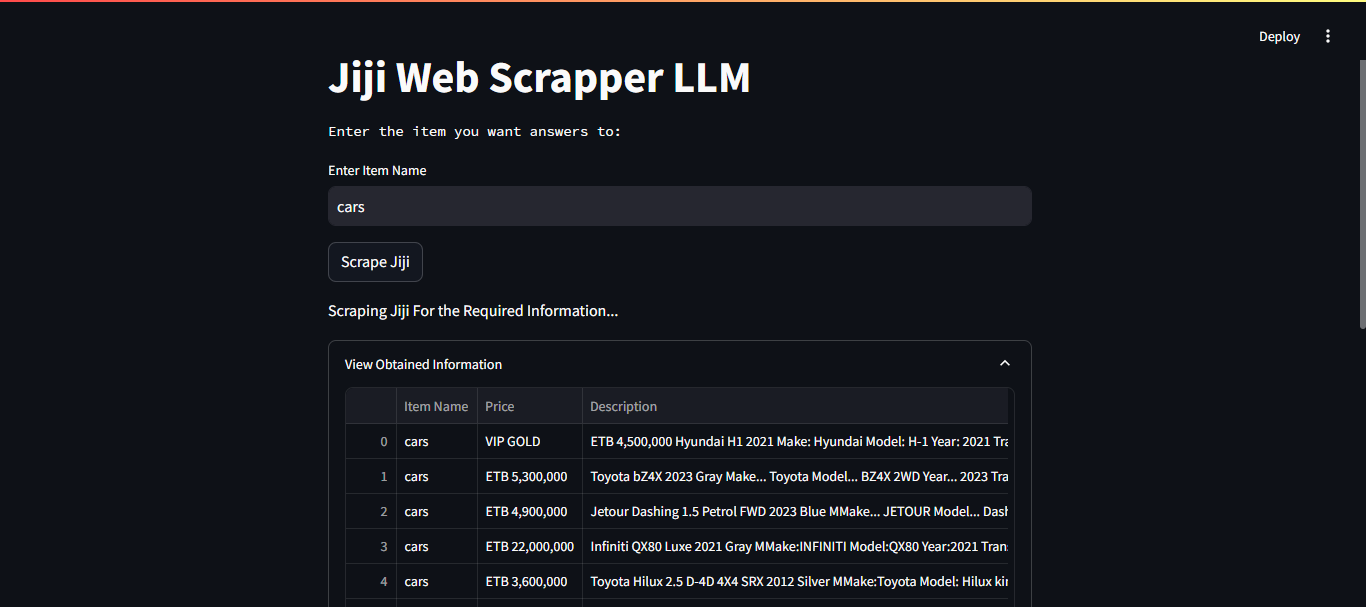 Deploy
Jiji Web Scrapper LLM
Enter the item you want answers to:
Enter Item Name
cars
Scrape Jiji
Scraping Jiji For the Required Information...
View Obtained Information
Item Name Price Description
0 cars VIP GOLD ETB 4,500,000 Hyundai H1 2021 Make: Hyundai Model: H-1 Year: 2021 Tra
1 cars ETB 5,300,000 Toyota bZ4X 2023 Gray Make... Toyota Model... BZ4X 2WD Year... 2023 Tra
2 cars ETB 4,900,000 Jetour Dashing 1.5 Petrol FWD 2023 Blue MMake... JETOUR Model... Dash
3 cars ETB 22,000,000 Infiniti QX80 Luxe 2021 Gray MMake:INFINITI Model:QX80 Year:2021 Tran
4 cars ETB 3,600,000 Toyota Hilux 2.5 D-4D 4X4 SRX 2012 Silver MMake:Toyota Model: Hilux kin